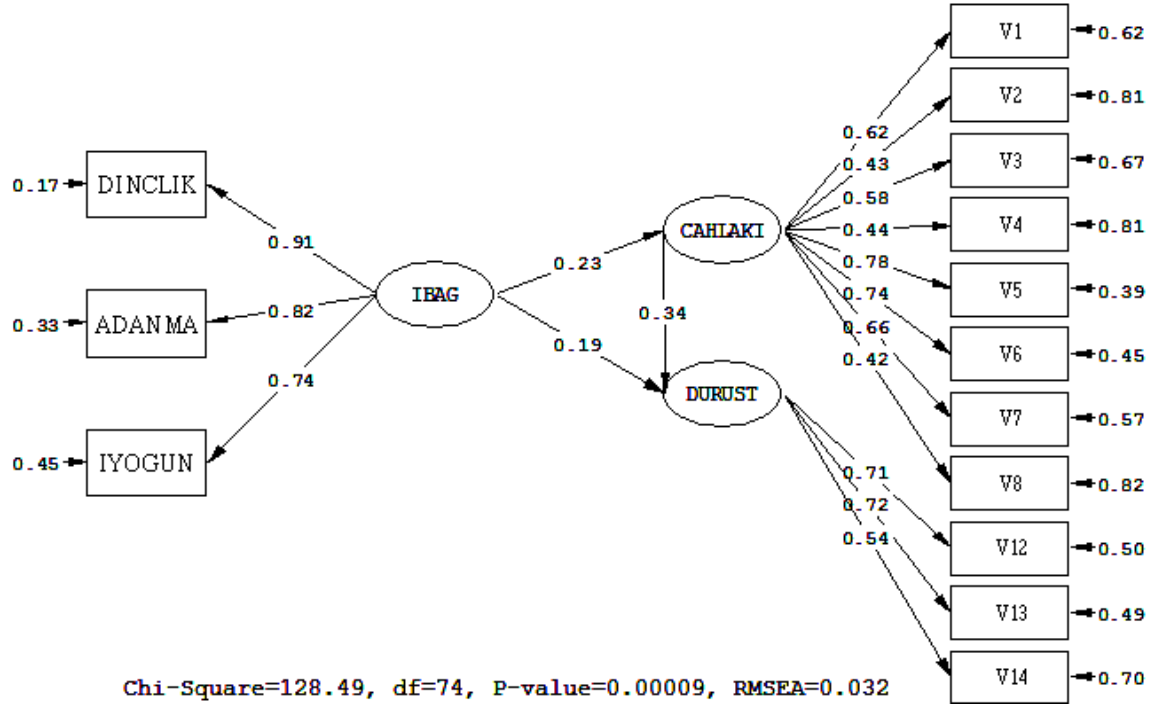 V1
0.62
V2
0.81
0.62
0.43
V3
0.67
0.17
DINCLIK
0.58
CAHLAKI
0.44
V4
0.81
0.91
0.23
0.78
IBAG
0.74
V5
0.39
0.33
ADANMA
0.82
0.34
0.66
0.19
0.42
V6
0.45
0.74
DURUST
V7
0.57
0.45
IYOGUN
0.71
V8
0.82
0.72
0.54
V12
0.50
V13
0.49
V14
0.70
Chi-Square=128.49, df=74, P-value=0.00009, RMSEA=0.032